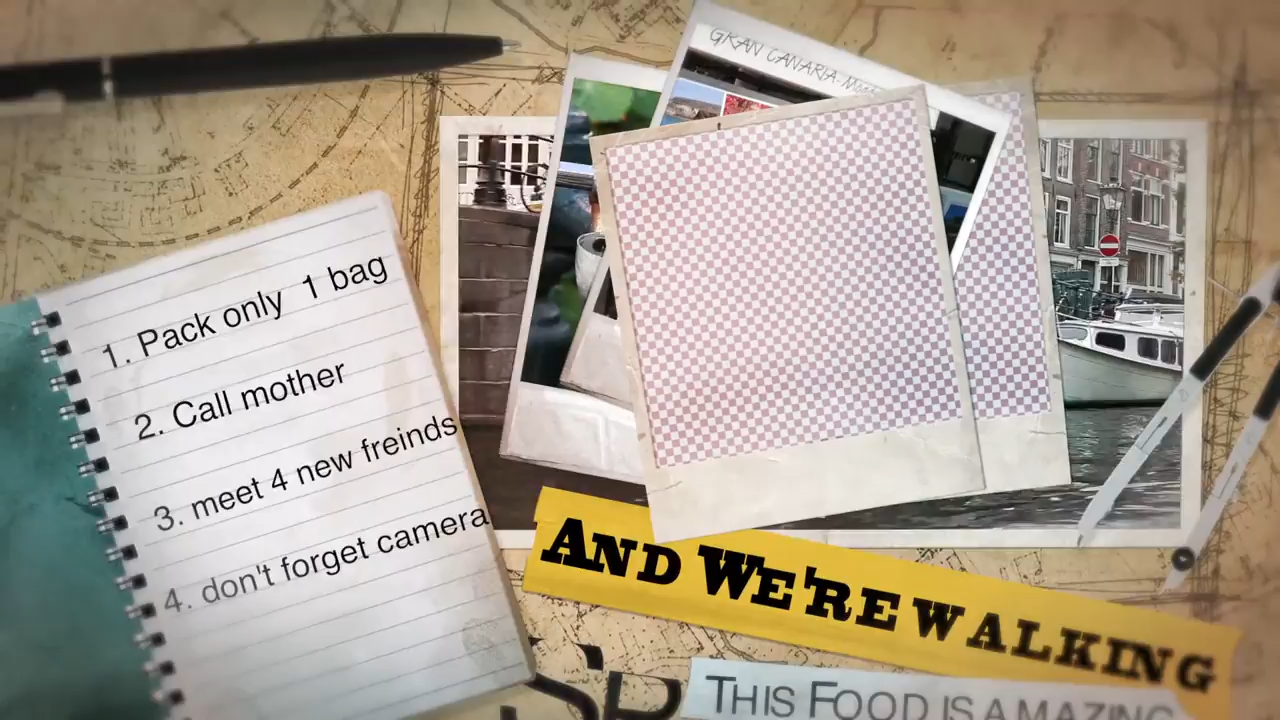 GRAN CANARIA
1. Pack only 1 bag
2. Call mother
3. meet 4 new freinds
4. don't forget camera
AND WE'RE WALKING
THIS FOOD IS AMAZING